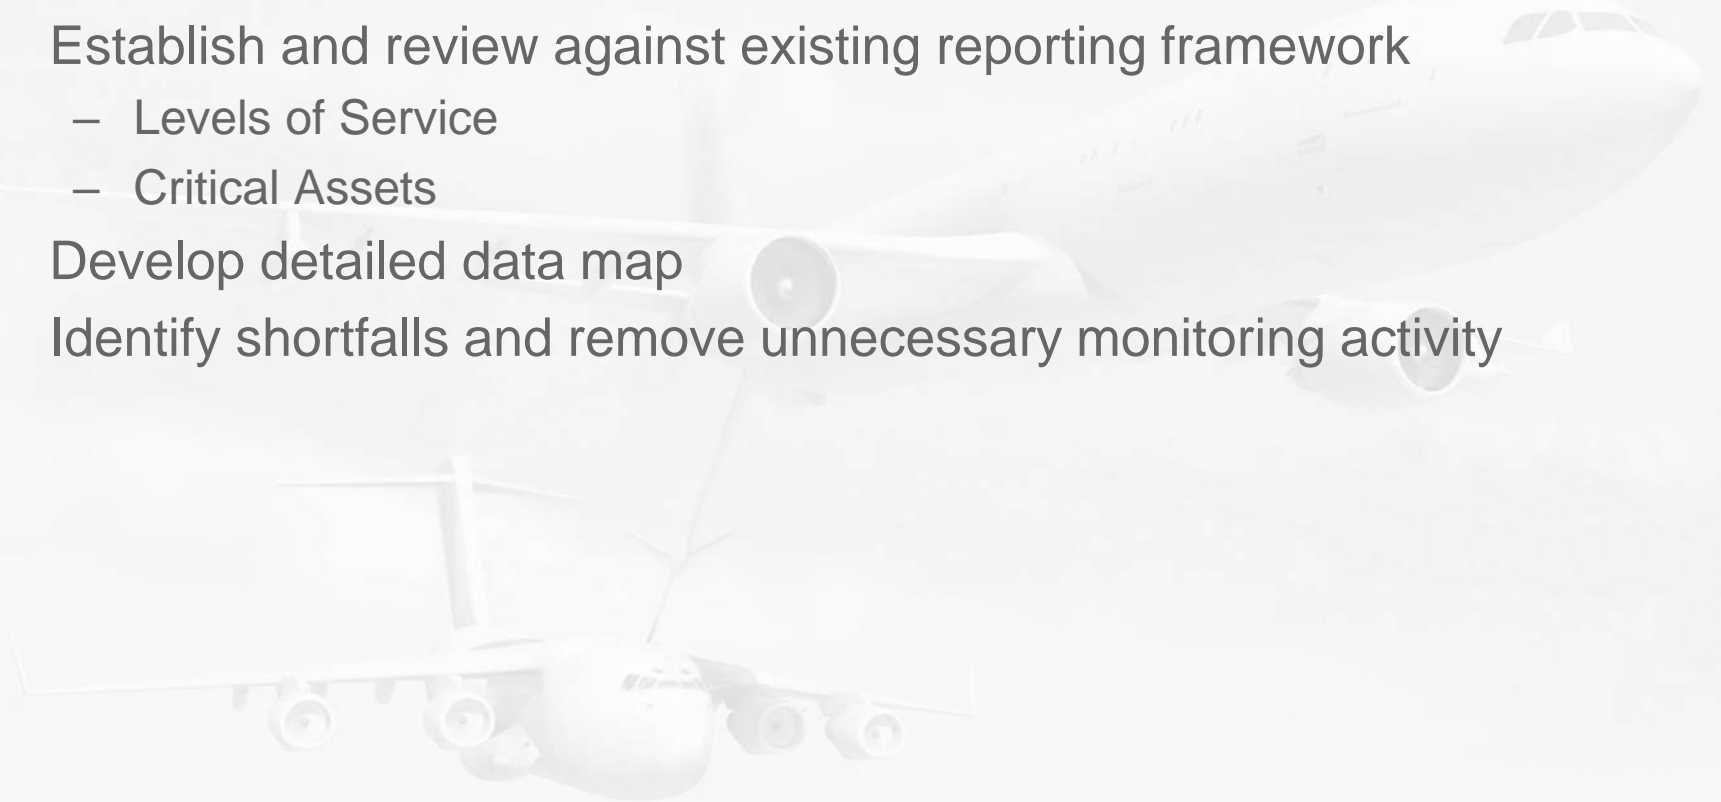 Establish and review against existing reporting framework
– Levels of Service
– Critical Assets
Develop detailed data map
Identify shortfalls and remove unnecessary monitoring activity